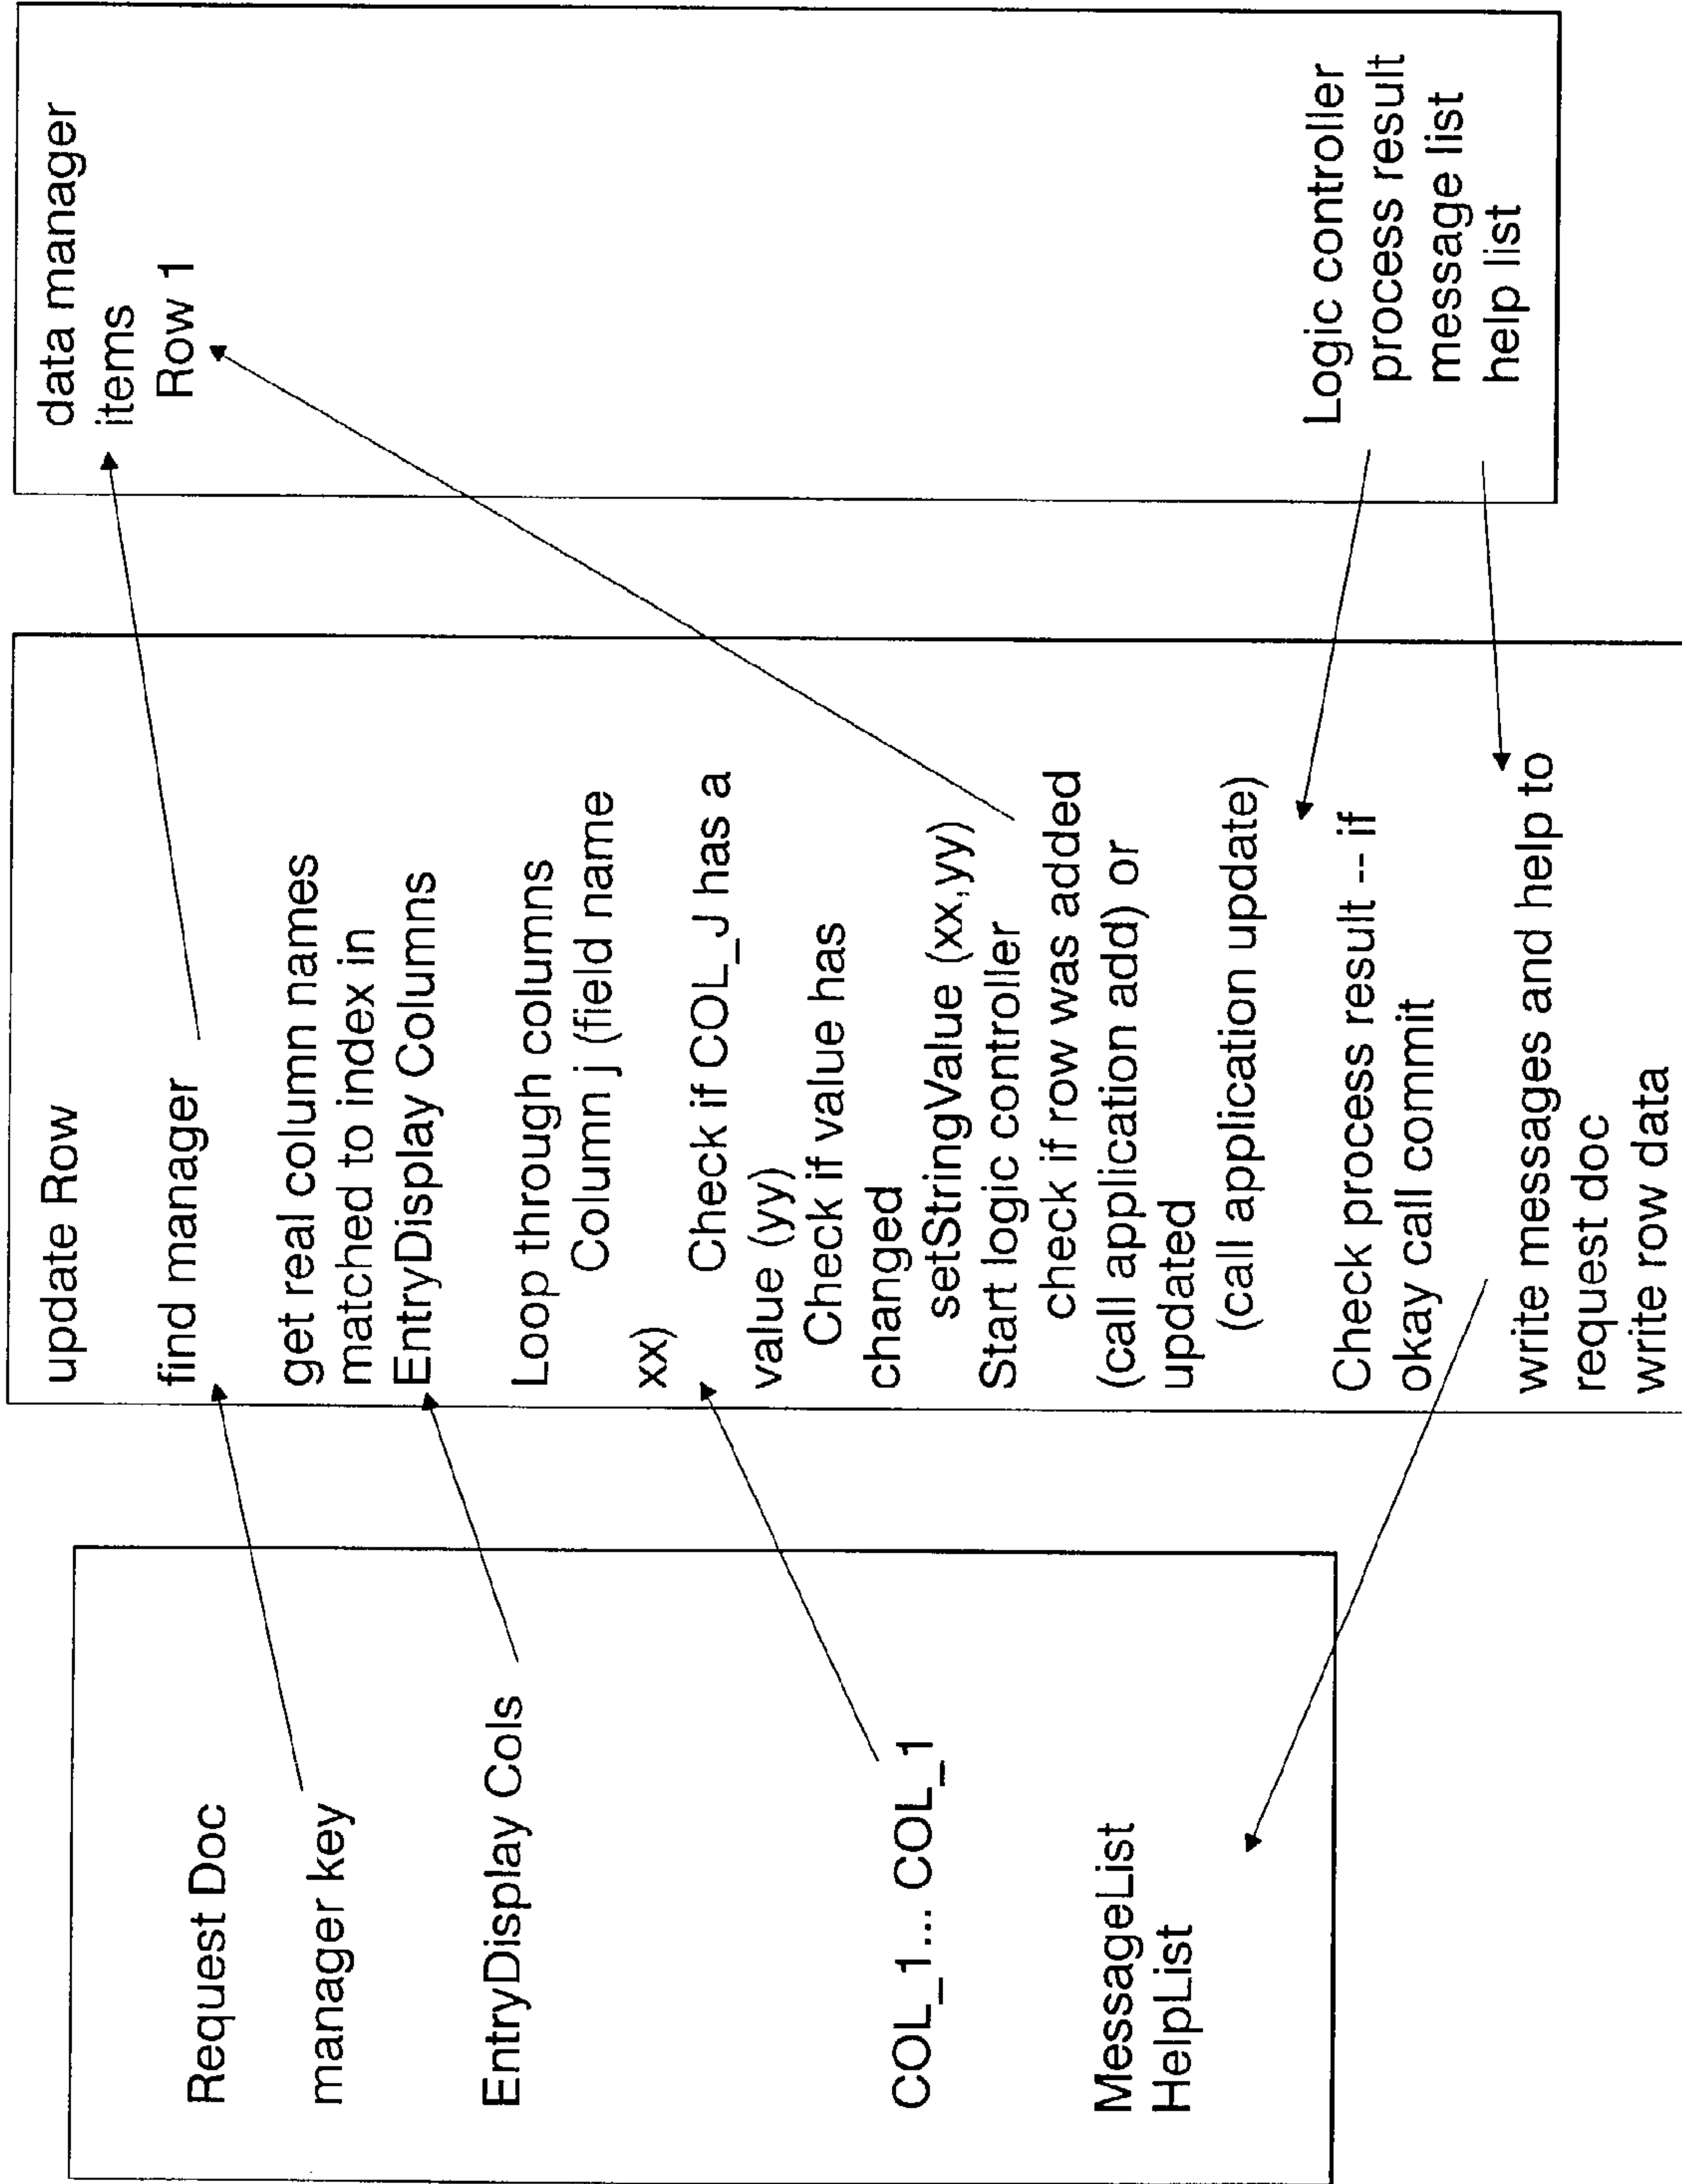 Request Doc
manager key
EntryDisplay Cols
COL_1... COL_1
MessageList
HelpList
update Row
find manager
get real column names
matched to index in
EntryDisplay Columns
Loop through columns
Column j (field name
xx)
Check if COL_J has a
value (yy)
Check if value has
changed
setStringValue (xx,yy)
Start logic controller
check if row was added
(call application add) or
updated
(call application update)
Check process result -- if
okay call commit
write messages and help to
request doc
write row data
data manager
items
Row 1
Logic controller
process result
message list
help list